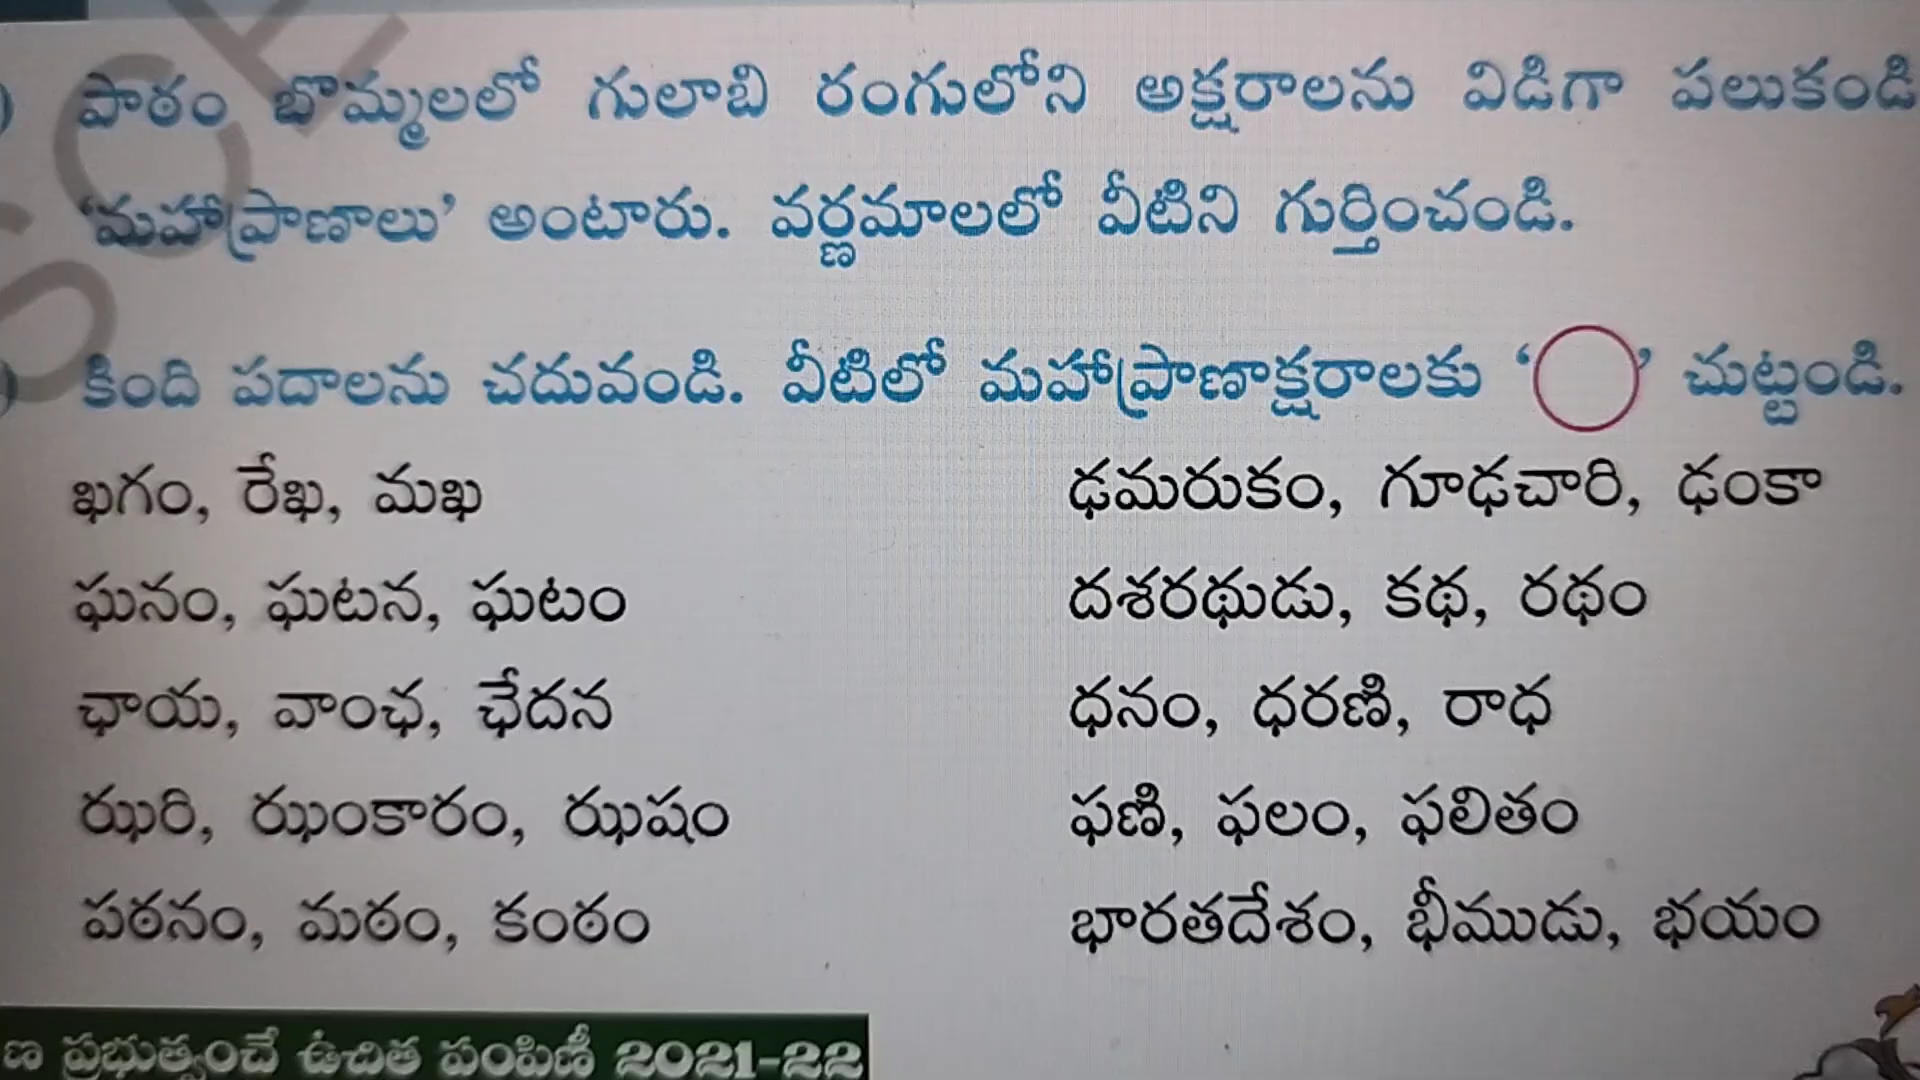 పాఠం బొమ్మలలో గులాబి రంగులోని అక్షరాలను విడిగా పలుకండి
‘మహాప్రాణాలు’ అంటారు. వర్ణమాలలో వీటిని గుర్తించండి.
కింది పదాలను చదువండి. వీటిలో మహాప్రాణాక్షరాలకు ‘◯’ చుట్టండి.
ఖగం, రేఖ, మఖ ఢమరుకం, గూఢచారి, ఢంకా
ఘనం, ఘటన, ఘటం దశరథుడు, కథ, రథం
ఛాయ, వాంఛ, ఛేదన ధనం, ధరణి, రాధ
ఝరి, ఝంకారం, ఝషం ఫణి, ఫలం, ఫలితం
పఠనం, మఠం, కంఠం భారతదేశం, భీముడు, భయం
ణ ప్రభుత్వంచే ఉచిత పంపిణీ 2021-22